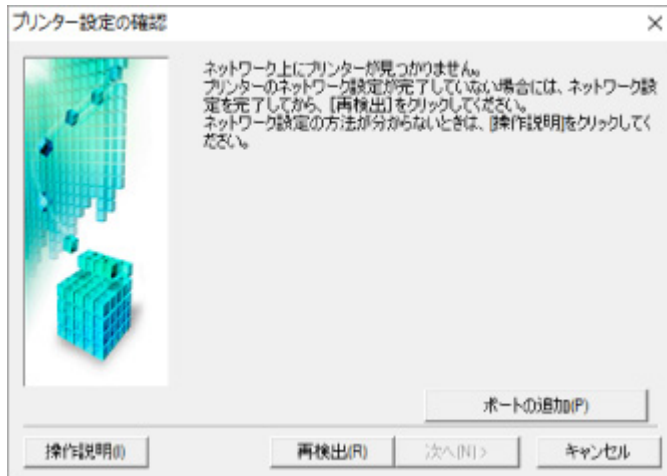 プリンター設定の確認
ネットワーク上にプリンターが見つかりません。
プリンターのネットワーク設定が完了していない場合には、ネットワーク設
定を完了してから、[再検出]をクリックしてください。
ネットワーク設定の方法が分からないときは、[操作説明]をクリックしてく
ださい。
ポートの追加(P)
操作説明(I)
再検出(R)
次へ(N) >
キャンセル